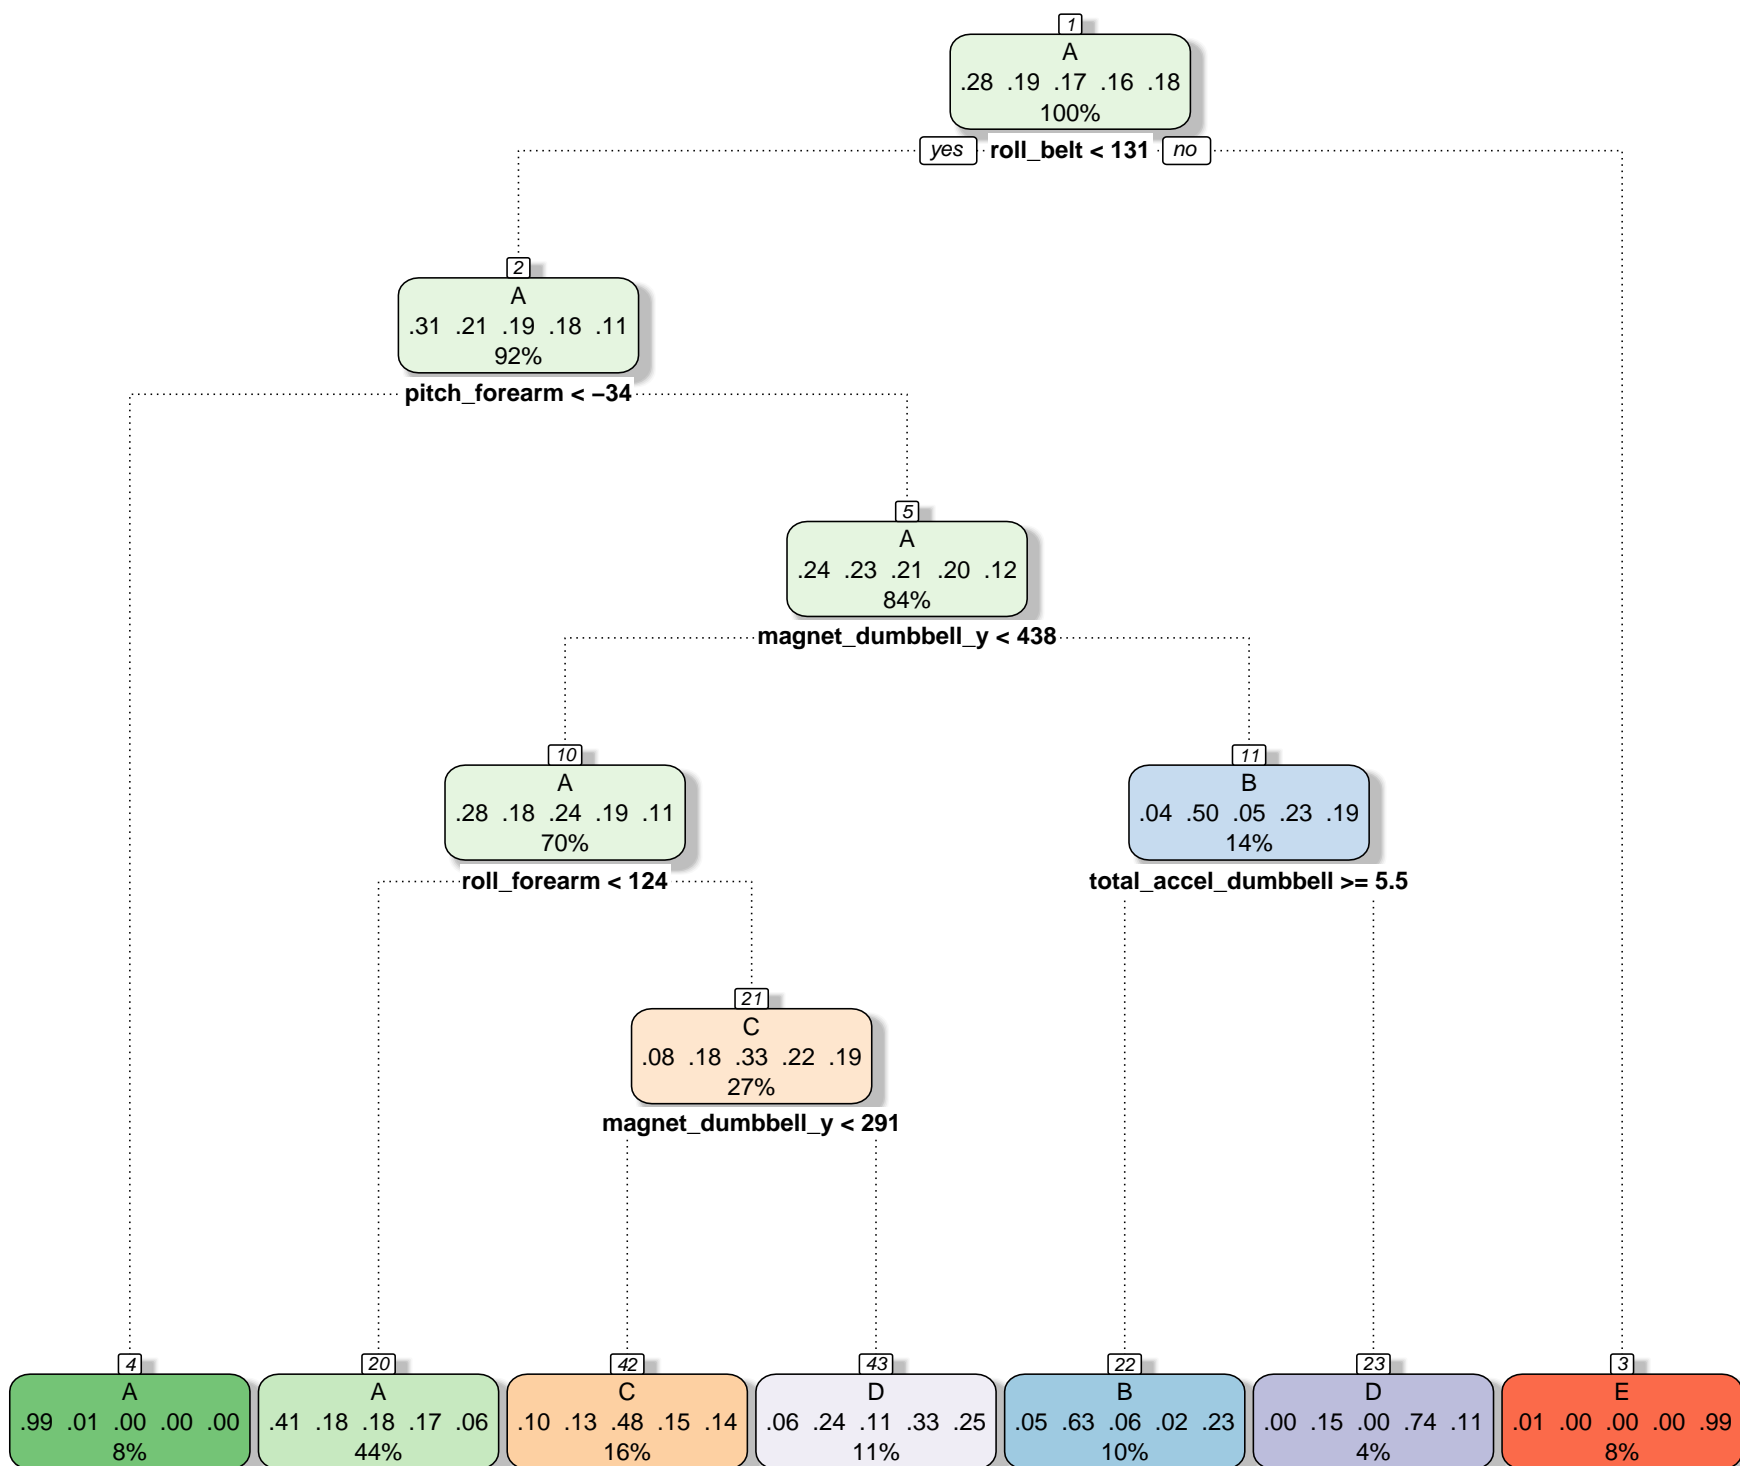 1
A
.28 .19 .17 .16 .18
100%
yes roll_belt < 131 no
2
A
.31 .21 .19 .18 .11
92%
pitch_forearm < −34
5
A
.24 .23 .21 .20 .12
84%
magnet_dumbbell_y < 438
10
A
.28 .18 .24 .19 .11
70%
roll_forearm < 124
11
B
.04 .50 .05 .23 .19
14%
total_accel_dumbbell >= 5.5
21
C
.08 .18 .33 .22 .19
27%
magnet_dumbbell_y < 291
4
A
.99 .01 .00 .00 .00
8%
20
A
.41 .18 .18 .17 .06
44%
42
C
.10 .13 .48 .15 .14
16%
43
D
.06 .24 .11 .33 .25
11%
22
B
.05 .63 .06 .02 .23
10%
23
D
.00 .15 .00 .74 .11
4%
3
E
.01 .00 .00 .00 .99
8%